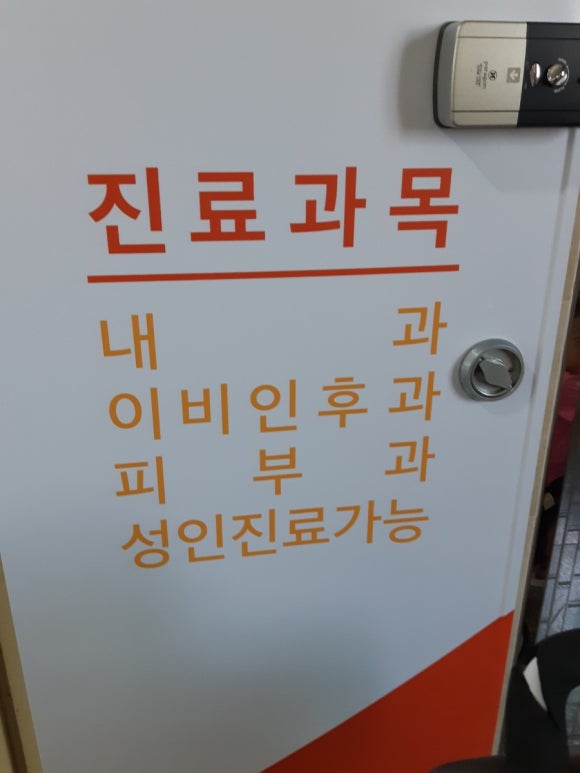 진료과목
내 과
이비인후과
피 부 과
성인진료가능